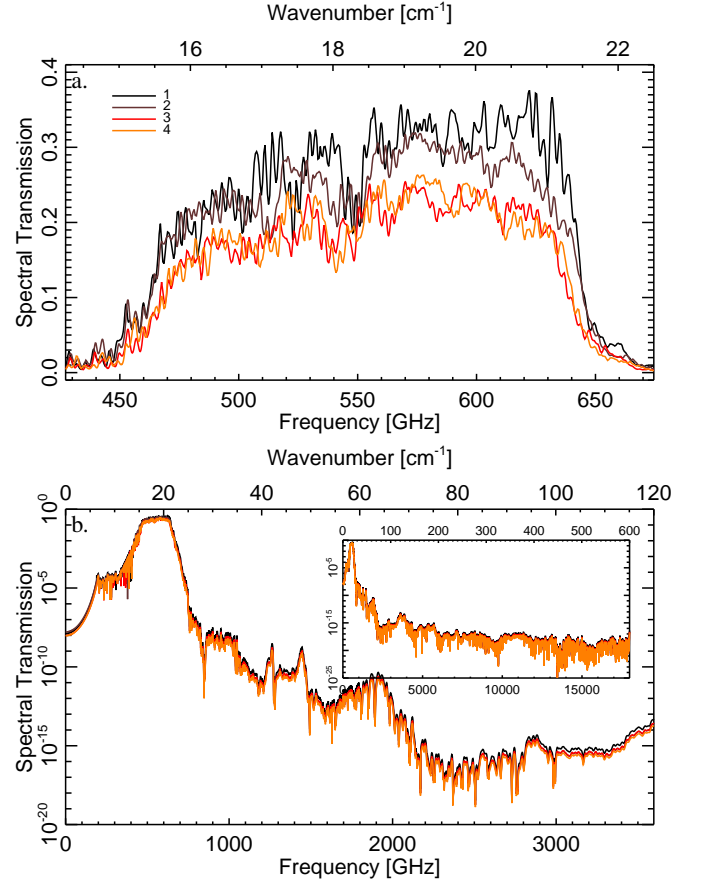 Wavenumber [cm-1]
16 18 20 22
a.
1
2
3
4
0.4
0.3
0.2
0.1
0.0
Spectral Transmission
450 500 550 600 650
Frequency [GHz]
Wavenumber [cm-1]
0 20 40 60 80 100 120
b.
10^0
10^-5
10^-10
10^-15
10^-20
Spectral Transmission
0 100 200 300 400 500 600
10^-5
10^-15
10^-25
0 5000 10000 15000
0 1000 2000 3000
Frequency [GHz]